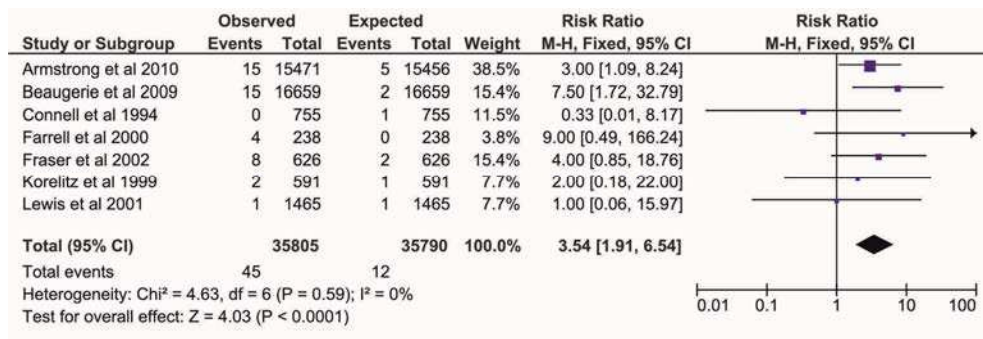 Observed Expected Risk Ratio Risk Ratio
Study or Subgroup Events Total Events Total Weight M-H, Fixed, 95% CI M-H, Fixed, 95% CI
Armstrong et al 2010 15 15471 5 15456 38.5% 3.00 [1.09, 8.24]
Beaugerie et al 2009 15 16659 2 16659 15.4% 7.50 [1.72, 32.79]
Connell et al 1994 0 755 1 755 11.5% 0.33 [0.01, 8.17]
Farrell et al 2000 4 238 0 238 3.8% 9.00 [0.49, 166.24]
Fraser et al 2002 8 626 2 626 15.4% 4.00 [0.85, 18.76]
Korelitz et al 1999 2 591 1 591 7.7% 2.00 [0.18, 22.00]
Lewis et al 2001 1 1465 1 1465 7.7% 1.00 [0.06, 15.97]
Total (95% CI) 35805 35790 100.0% 3.54 [1.91, 6.54]
Total events 45 12
Heterogeneity: Chi² = 4.63, df = 6 (P = 0.59); I² = 0%
Test for overall effect: Z = 4.03 (P < 0.0001)
0.01 0.1 1 10 100